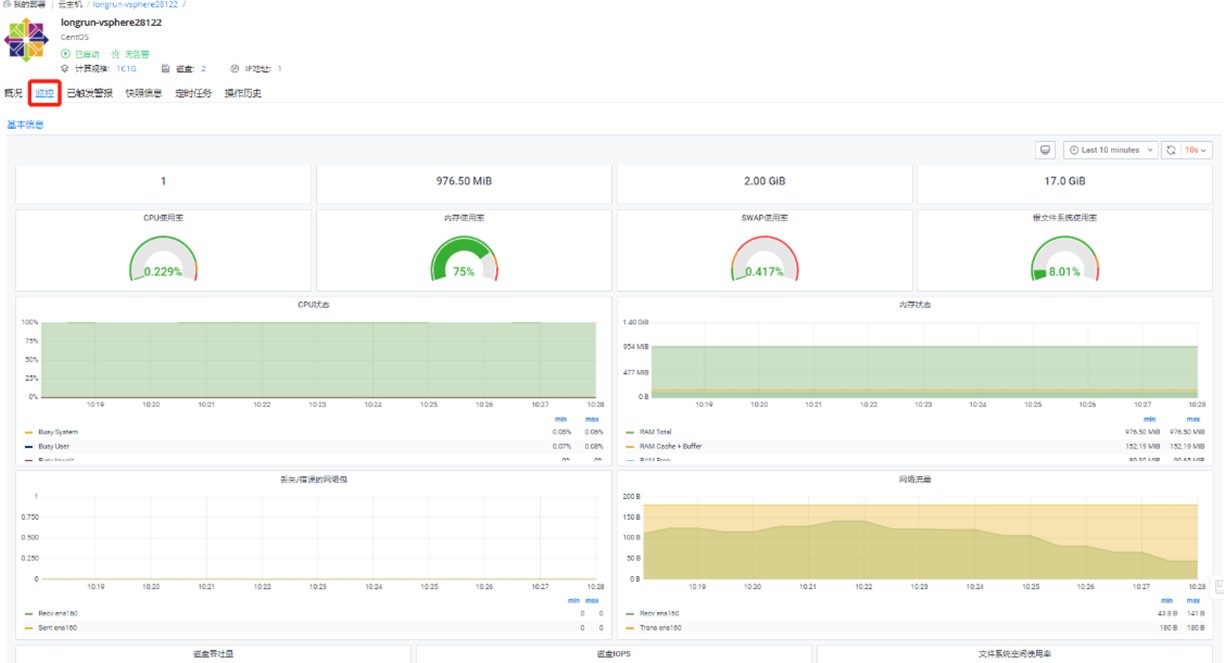 我的部署 | 云主机 / longrun-vsphere28122 /
longrun-vsphere28122
CentOS
已启动 无告警
计算规格: 1C1G 磁盘: 2 IP地址: 1
概况 监控 已触发警报 快照信息 定时任务 操作历史
基本信息
Last 10 minutes 10s
1 976.50 MiB 2.00 GiB 17.0 GiB
CPU使用率 内存使用率 SWAP使用率 根文件系统使用率
0.229% 75% 0.417% 8.01%
CPU状态
100%
75%
50%
25%
0%
10:19 10:20 10:21 10:22 10:23 10:24 10:25 10:26 10:27 10:28
min max
Busy System 0.05% 0.06%
Busy User 0.07% 0.08%
Busy Iowait 0% 0%
内存状态
1.40 GiB
954 MiB
477 MiB
0 B
10:19 10:20 10:21 10:22 10:23 10:24 10:25 10:26 10:27 10:28
min max
RAM Total 976.50 MiB 976.50 MiB
RAM Cache + Buffer 152.19 MiB 152.19 MiB
RAM Free
丢失/错误的网络包
1
0.750
0.500
0.250
0
10:19 10:20 10:21 10:22 10:23 10:24 10:25 10:26 10:27 10:28
min max
Recv ens160 0 0
Sent ens160 0 0
网络流量
200 B
150 B
100 B
50 B
0 B
10:19 10:20 10:21 10:22 10:23 10:24 10:25 10:26 10:27 10:28
min max
Recv ens160 43.8 B 141 B
Trans ens160 180 B 180 B
磁盘吞吐量 磁盘IOPS 文件系统空间使用率